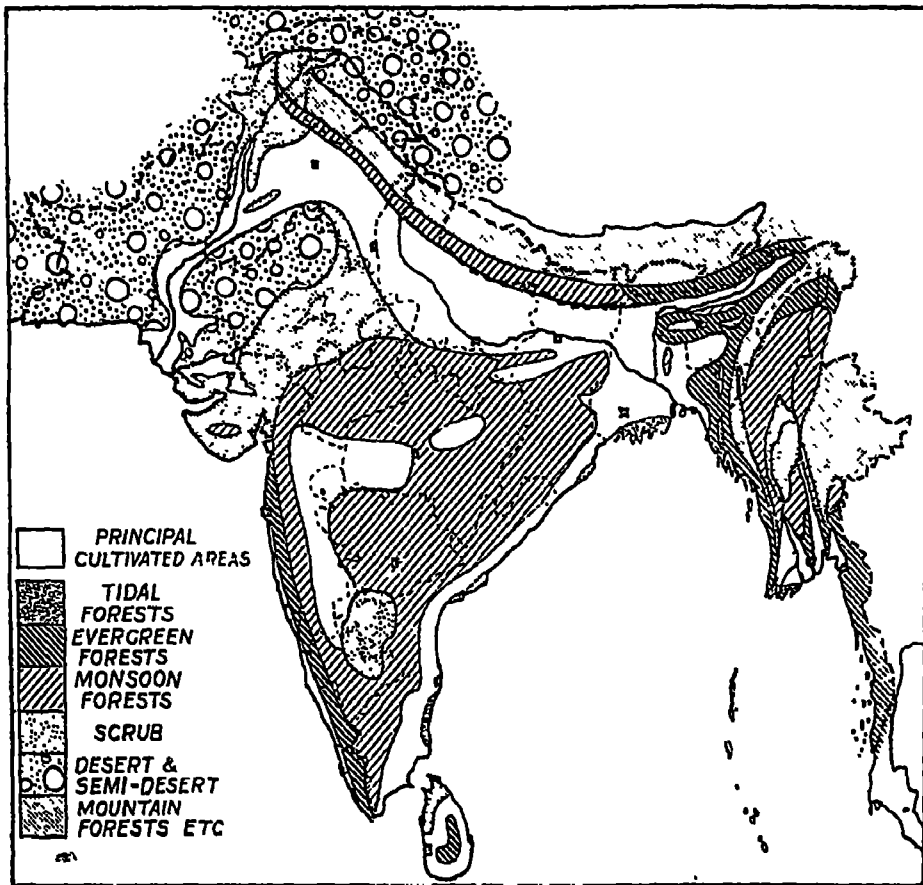 PRINCIPAL
CULTIVATED AREAS
TIDAL
FORESTS
EVERGREEN
FORESTS
MONSOON
FORESTS
SCRUB
DESERT &
SEMI-DESERT
MOUNTAIN
FORESTS ETC